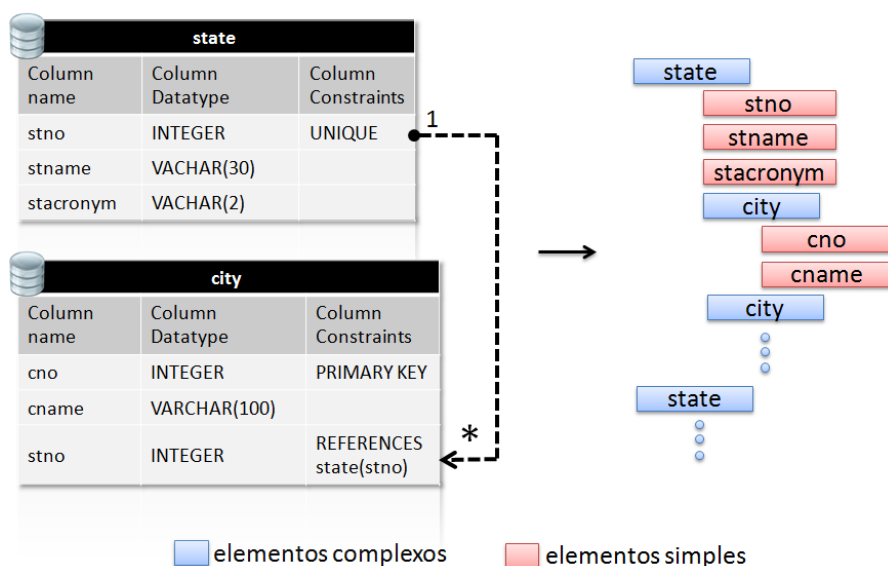 state
Column name Column Datatype Column Constraints
stno INTEGER UNIQUE
stname VACHAR(30)
stacronym VACHAR(2)
1
city
Column name Column Datatype Column Constraints
cno INTEGER PRIMARY KEY
cname VARCHAR(100)
stno INTEGER REFERENCES state(stno)
*
state
stno
stname
stacronym
city
cno
cname
city
state
elementos complexos
elementos simples